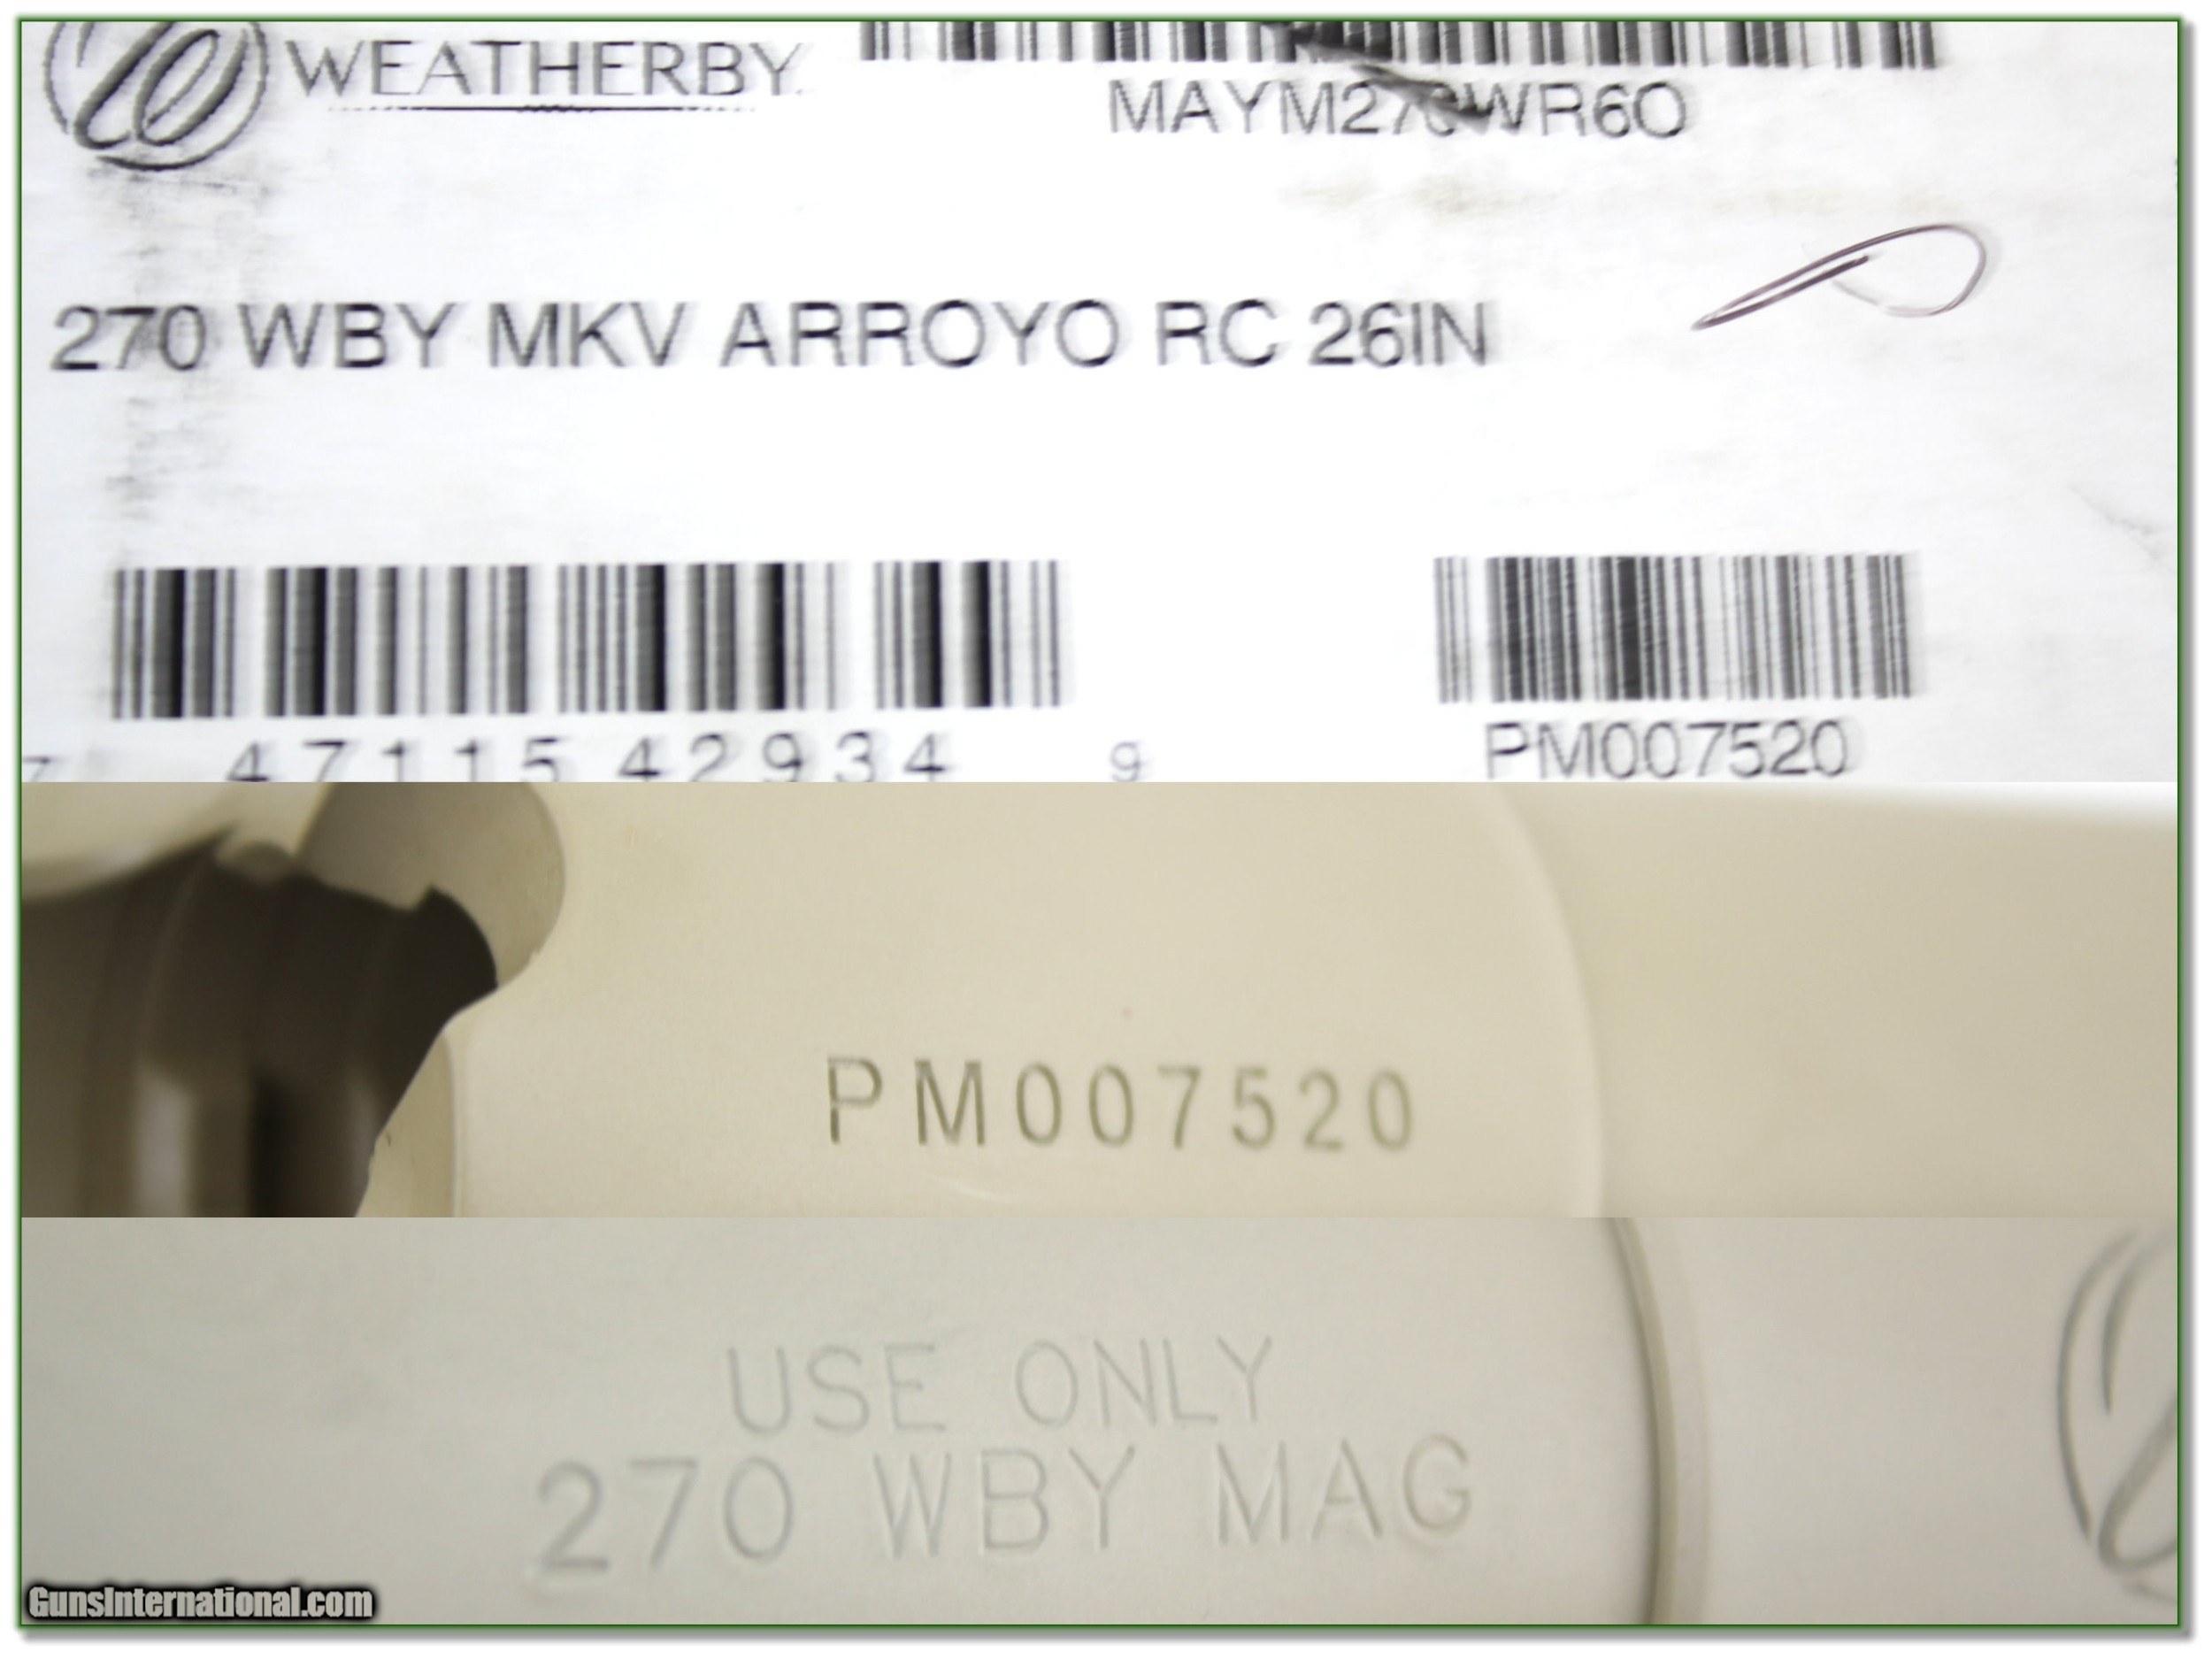 WEATHERBY
MAYM270WR6O
270 WBY MKV ARROYO RC 26IN
7 47115 42934 9
PM007520
PM007520
USE ONLY
270 WBY MAG
GunsInternational.com